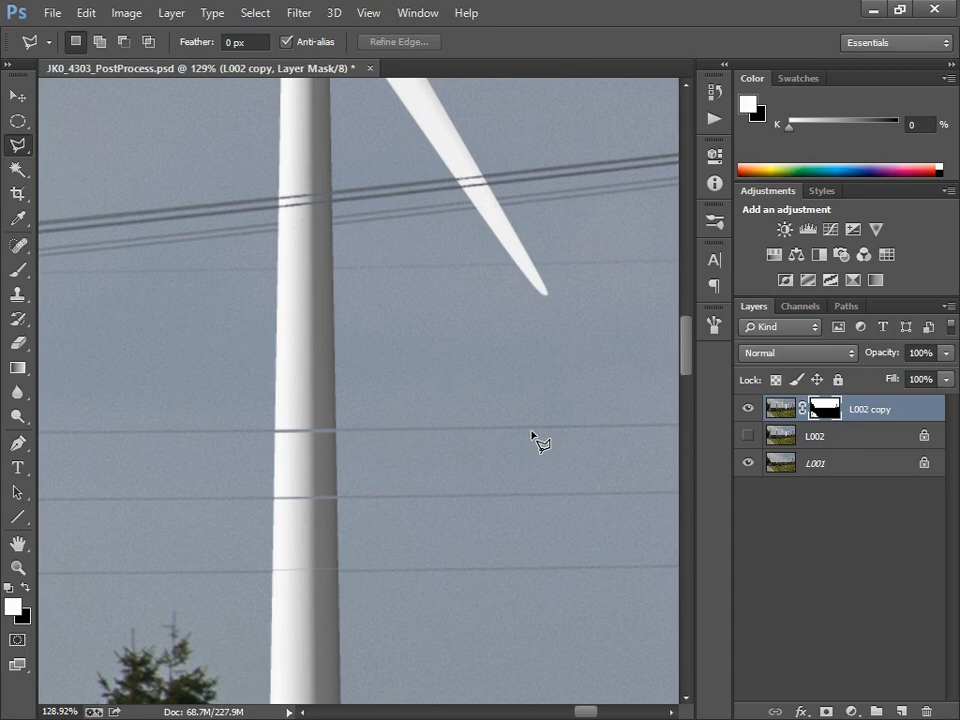 Ps File Edit Image Layer Type Select Filter 3D View Window Help
Feather: 0 px Anti-alias Refine Edge... Essentials
JK0_4303_PostProcess.psd @ 129% (L002 copy, Layer Mask/8) * ×
Color Swatches
K 0 %
Adjustments Styles
Add an adjustment
Layers Channels Paths
Kind T
Normal Opacity: 100%
Lock: Fill: 100%
L002 copy
L002
L001
A
T
128.92% Doc: 68.7M/227.9M
fx